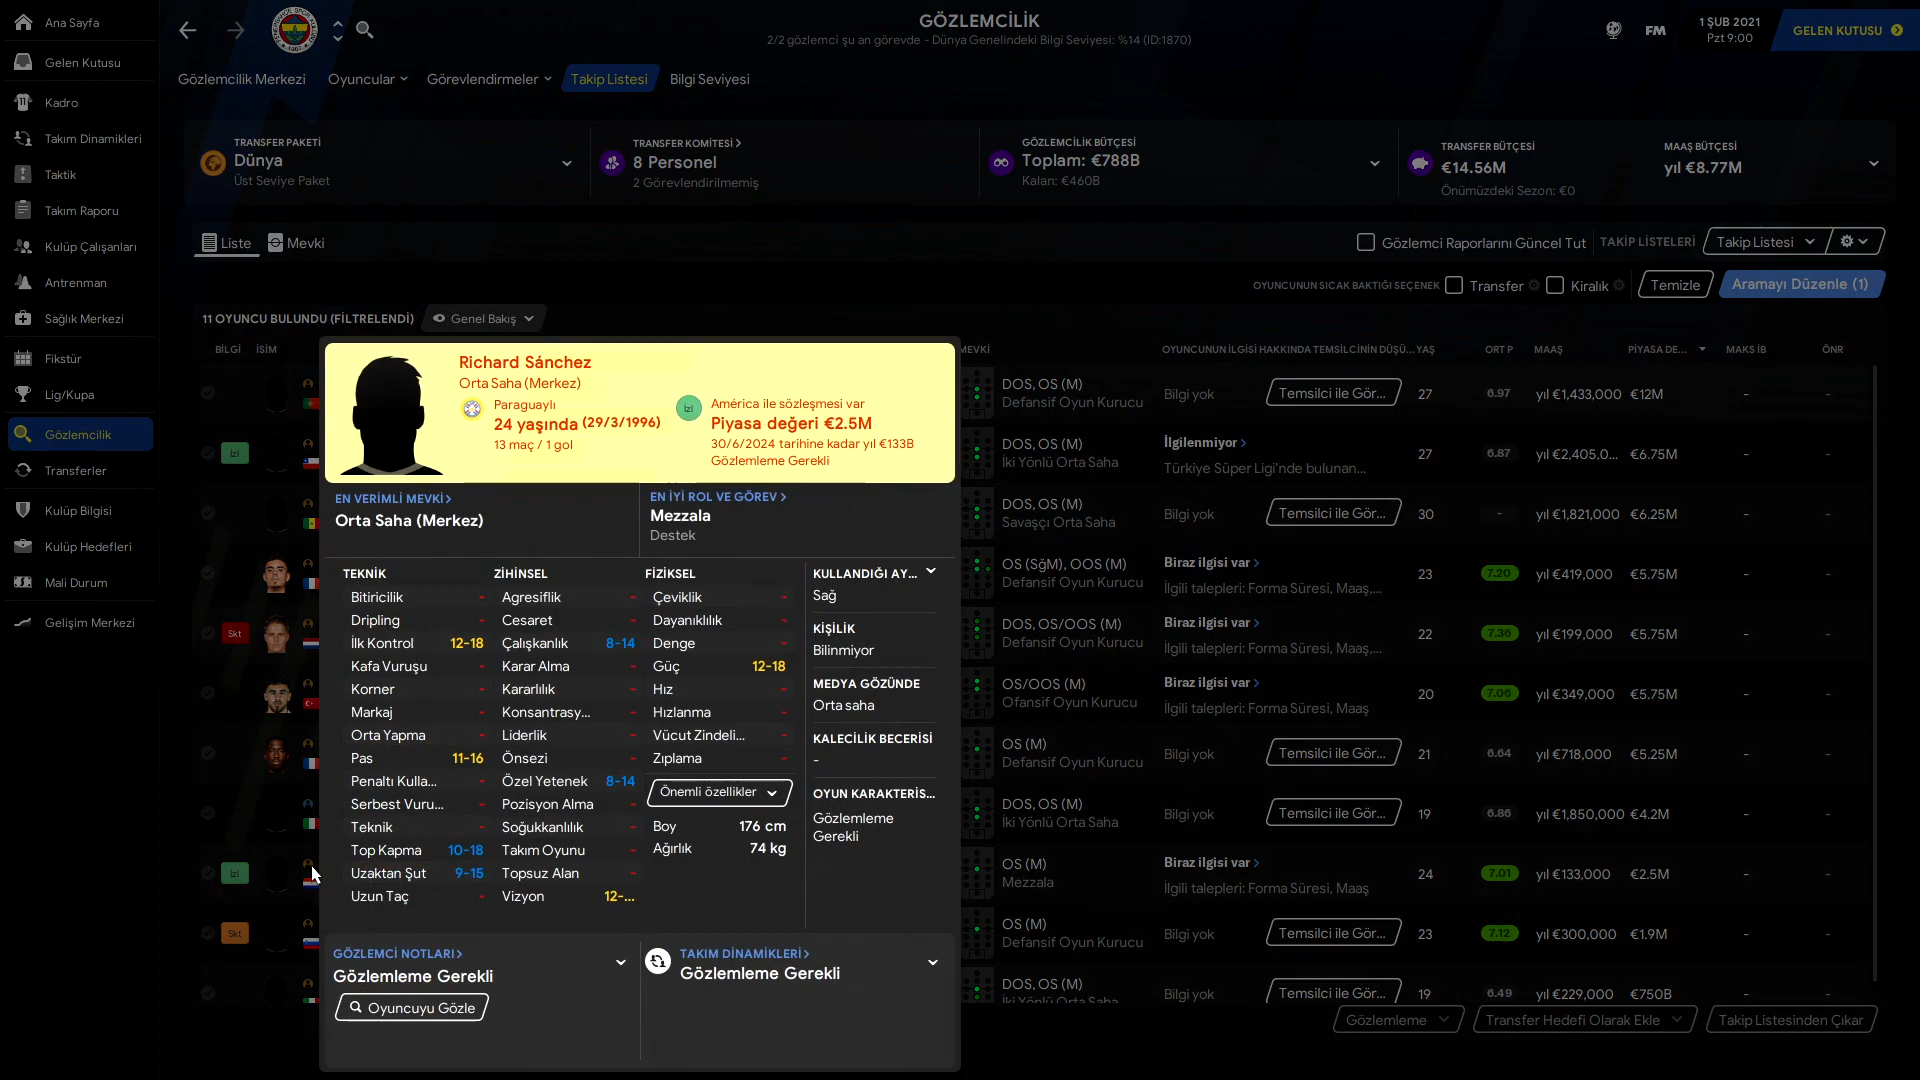 Ana Sayfa
Gelen Kutusu
Kadro
Takım Dinamikleri
Taktik
Takım Raporu
Kulüp Çalışanları
Antrenman
Sağlık Merkezi
Fikstür
Lig/Kupa
Gözlemcilik
Transferler
Kulüp Bilgisi
Kulüp Hedefleri
Mali Durum
Gelişim Merkezi
GÖZLEMCİLİK
2/2 gözlemci şu an görevde - Dünya Genelindeki Bilgi Seviyesi: %14 (ID:1870)
FM
1 ŞUB 2021
Pzt 9:00
GELEN KUTUSU
Gözlemcilik Merkezi
Oyuncular
Görevlendirmeler
Takip Listesi
Bilgi Seviyesi
TRANSFER PAKETİ
Dünya
Üst Seviye Paket
TRANSFER KOMİTESİ
8 Personel
2 Görevlendirilmemiş
GÖZLEMCİLİK BÜTÇESİ
Toplam: €788B
Kalan: €460B
TRANSFER BÜTÇESİ
€14.56M
Önümüzdeki Sezon: €0
MAAŞ BÜTÇESİ
yıl €8.77M
Liste
Mevki
Gözlemci Raporlarını Güncel Tut
TAKİP LİSTELERİ
Takip Listesi
OYUNCUNUN SICAK BAKTIĞI SEÇENEK
Transfer
Kiralık
Temizle
Aramayı Düzenle (1)
11 OYUNCU BULUNDU (FİLTRELENDİ)
Genel Bakış
BİLGİ İSİM MEVKİ OYUNCUNUN İLGİSİ HAKKINDA TEMSİLCİNİN DÜŞÜ... YAŞ ORT P MAAŞ PİYASA DE... MAKS İB ÖNR
Richard Sánchez
Orta Saha (Merkez)
Paraguaylı
24 yaşında (29/3/1996)
13 maç / 1 gol
İzl
América ile sözleşmesi var
Piyasa değeri €2.5M
30/6/2024 tarihine kadar yıl €133B
Gözlemleme Gerekli
EN VERİMLİ MEVKİ
Orta Saha (Merkez)
EN İYİ ROL VE GÖREV
Mezzala
Destek
TEKNİK
Bitiricilik -
Dripling -
İlk Kontrol 12-18
Kafa Vuruşu -
Korner -
Markaj -
Orta Yapma -
Pas 11-16
Penaltı Kulla... -
Serbest Vuru... -
Teknik -
Top Kapma 10-18
Uzaktan Şut 9-15
Uzun Taç -
ZİHİNSEL
Agresiflik -
Cesaret -
Çalışkanlık 8-14
Karar Alma -
Kararlılık -
Konsantrasy... -
Liderlik -
Önsezi -
Özel Yetenek 8-14
Pozisyon Alma -
Soğukkanlılık -
Takım Oyunu -
Topsuz Alan -
Vizyon 12-...
FİZİKSEL
Çeviklik -
Dayanıklılık -
Denge -
Güç 12-18
Hız -
Hızlanma -
Vücut Zindeli... -
Zıplama -
Önemli özellikler
Boy 176 cm
Ağırlık 74 kg
KULLANDIĞI AY...
Sağ
KİŞİLİK
Bilinmiyor
MEDYA GÖZÜNDE
Orta saha
KALECİLİK BECERİSİ
-
OYUN KARAKTERİS...
Gözlemleme
Gerekli
GÖZLEMCİ NOTLARI
Gözlemleme Gerekli
Oyuncuyu Gözle
TAKIM DİNAMİKLERİ
Gözlemleme Gerekli
DOS, OS (M)
Defansif Oyun Kurucu
Bilgi yok Temsilci ile Gör... 27 6.97 yıl €1,433,000 €12M - -
İzl
DOS, OS (M)
İki Yönlü Orta Saha
İlgilenmiyor
Türkiye Süper Ligi'nde bulunan...
27 6.87 yıl €2,405,0... €6.75M - -
DOS, OS (M)
Savaşçı Orta Saha
Bilgi yok Temsilci ile Gör... 30 - yıl €1,821,000 €6.25M - -
OS (SğM), OOS (M)
Defansif Oyun Kurucu
Biraz ilgisi var
İlgili talepleri: Forma Süresi, Maaş,...
23 7.20 yıl €419,000 €5.75M - -
Skt
DOS, OS/OOS (M)
Defansif Oyun Kurucu
Biraz ilgisi var
İlgili talepleri: Forma Süresi, Maaş,...
22 7.36 yıl €199,000 €5.75M - -
OS/OOS (M)
Ofansif Oyun Kurucu
Biraz ilgisi var
İlgili talepleri: Forma Süresi, Maaş
20 7.06 yıl €349,000 €5.75M - -
OS (M)
Defansif Oyun Kurucu
Bilgi yok Temsilci ile Gör... 21 6.64 yıl €718,000 €5.25M - -
DOS, OS (M)
İki Yönlü Orta Saha
Bilgi yok Temsilci ile Gör... 19 6.86 yıl €1,850,000 €4.2M - -
İzl
OS (M)
Mezzala
Biraz ilgisi var
İlgili talepleri: Forma Süresi, Maaş
24 7.01 yıl €133,000 €2.5M - -
Skt
OS (M)
Defansif Oyun Kurucu
Bilgi yok Temsilci ile Gör... 23 7.12 yıl €300,000 €1.9M - -
DOS, OS (M)
İki Yönlü Orta Saha
Bilgi yok Temsilci ile Gör... 19 6.49 yıl €229,000 €750B - -
Gözlemleme
Transfer Hedefi Olarak Ekle
Takip Listesinden Çıkar